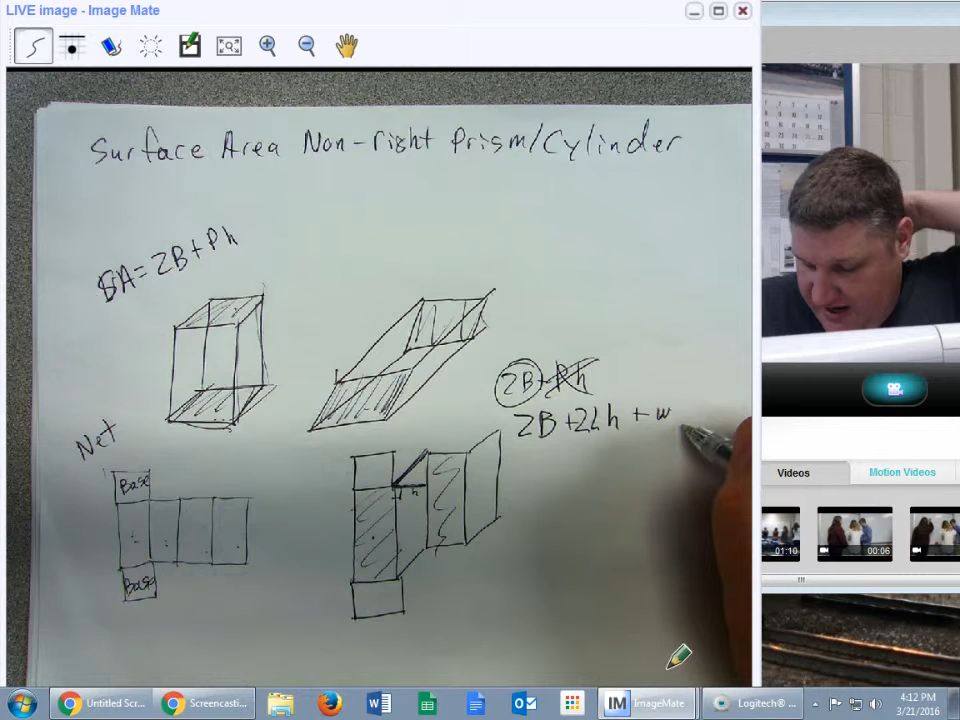 LIVE image - Image Mate
Surface Area Non-right Prism/Cylinder
SA = 2B + Ph
2B + Ph
2B + 2Lh + w
Net
Base
h
Base
Videos
Motion Videos
01:10
00:06
Untitled Scr...
Screencasti...
ImageMate
Logitech® ...
4:12 PM
3/21/2016